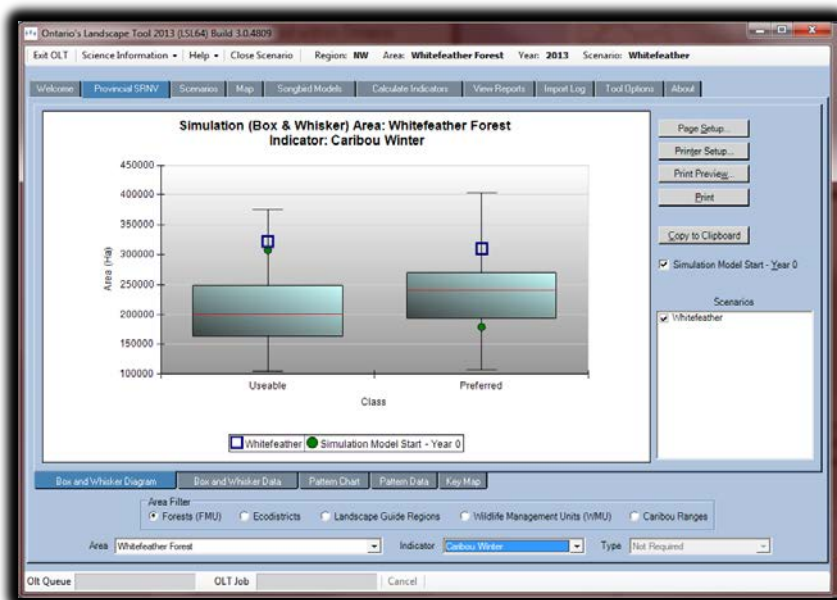 Ontario's Landscape Tool 2013 (LSL64) Build 3.0.4809
Exit OLT Science Information Help Close Scenario Region: NW Area: Whitefeather Forest Year: 2013 Scenario: Whitefeather
Welcome Provincial SRNV Scenarios Map Songbird Models Calculate Indicators View Reports Import Log Tool Options About
Simulation (Box & Whisker) Area: Whitefeather Forest
Indicator: Caribou Winter
450000
400000
350000
300000
250000
200000
150000
100000
Area (Ha)
Useable Preferred
Class
Whitefeather Simulation Model Start - Year 0
Page Setup...
Printer Setup...
Print Preview...
Print
Copy to Clipboard
Simulation Model Start - Year 0
Scenarios
Whitefeather
Box and Whisker Diagram Box and Whisker Data Pattern Chart Pattern Data Key Map
Area Filter
Forests (FMU) Ecodistricts Landscape Guide Regions Wildlife Management Units (WMU) Caribou Ranges
Area Whitefeather Forest Indicator Caribou Winter Type Not Required
Olt Queue OLT Job Cancel